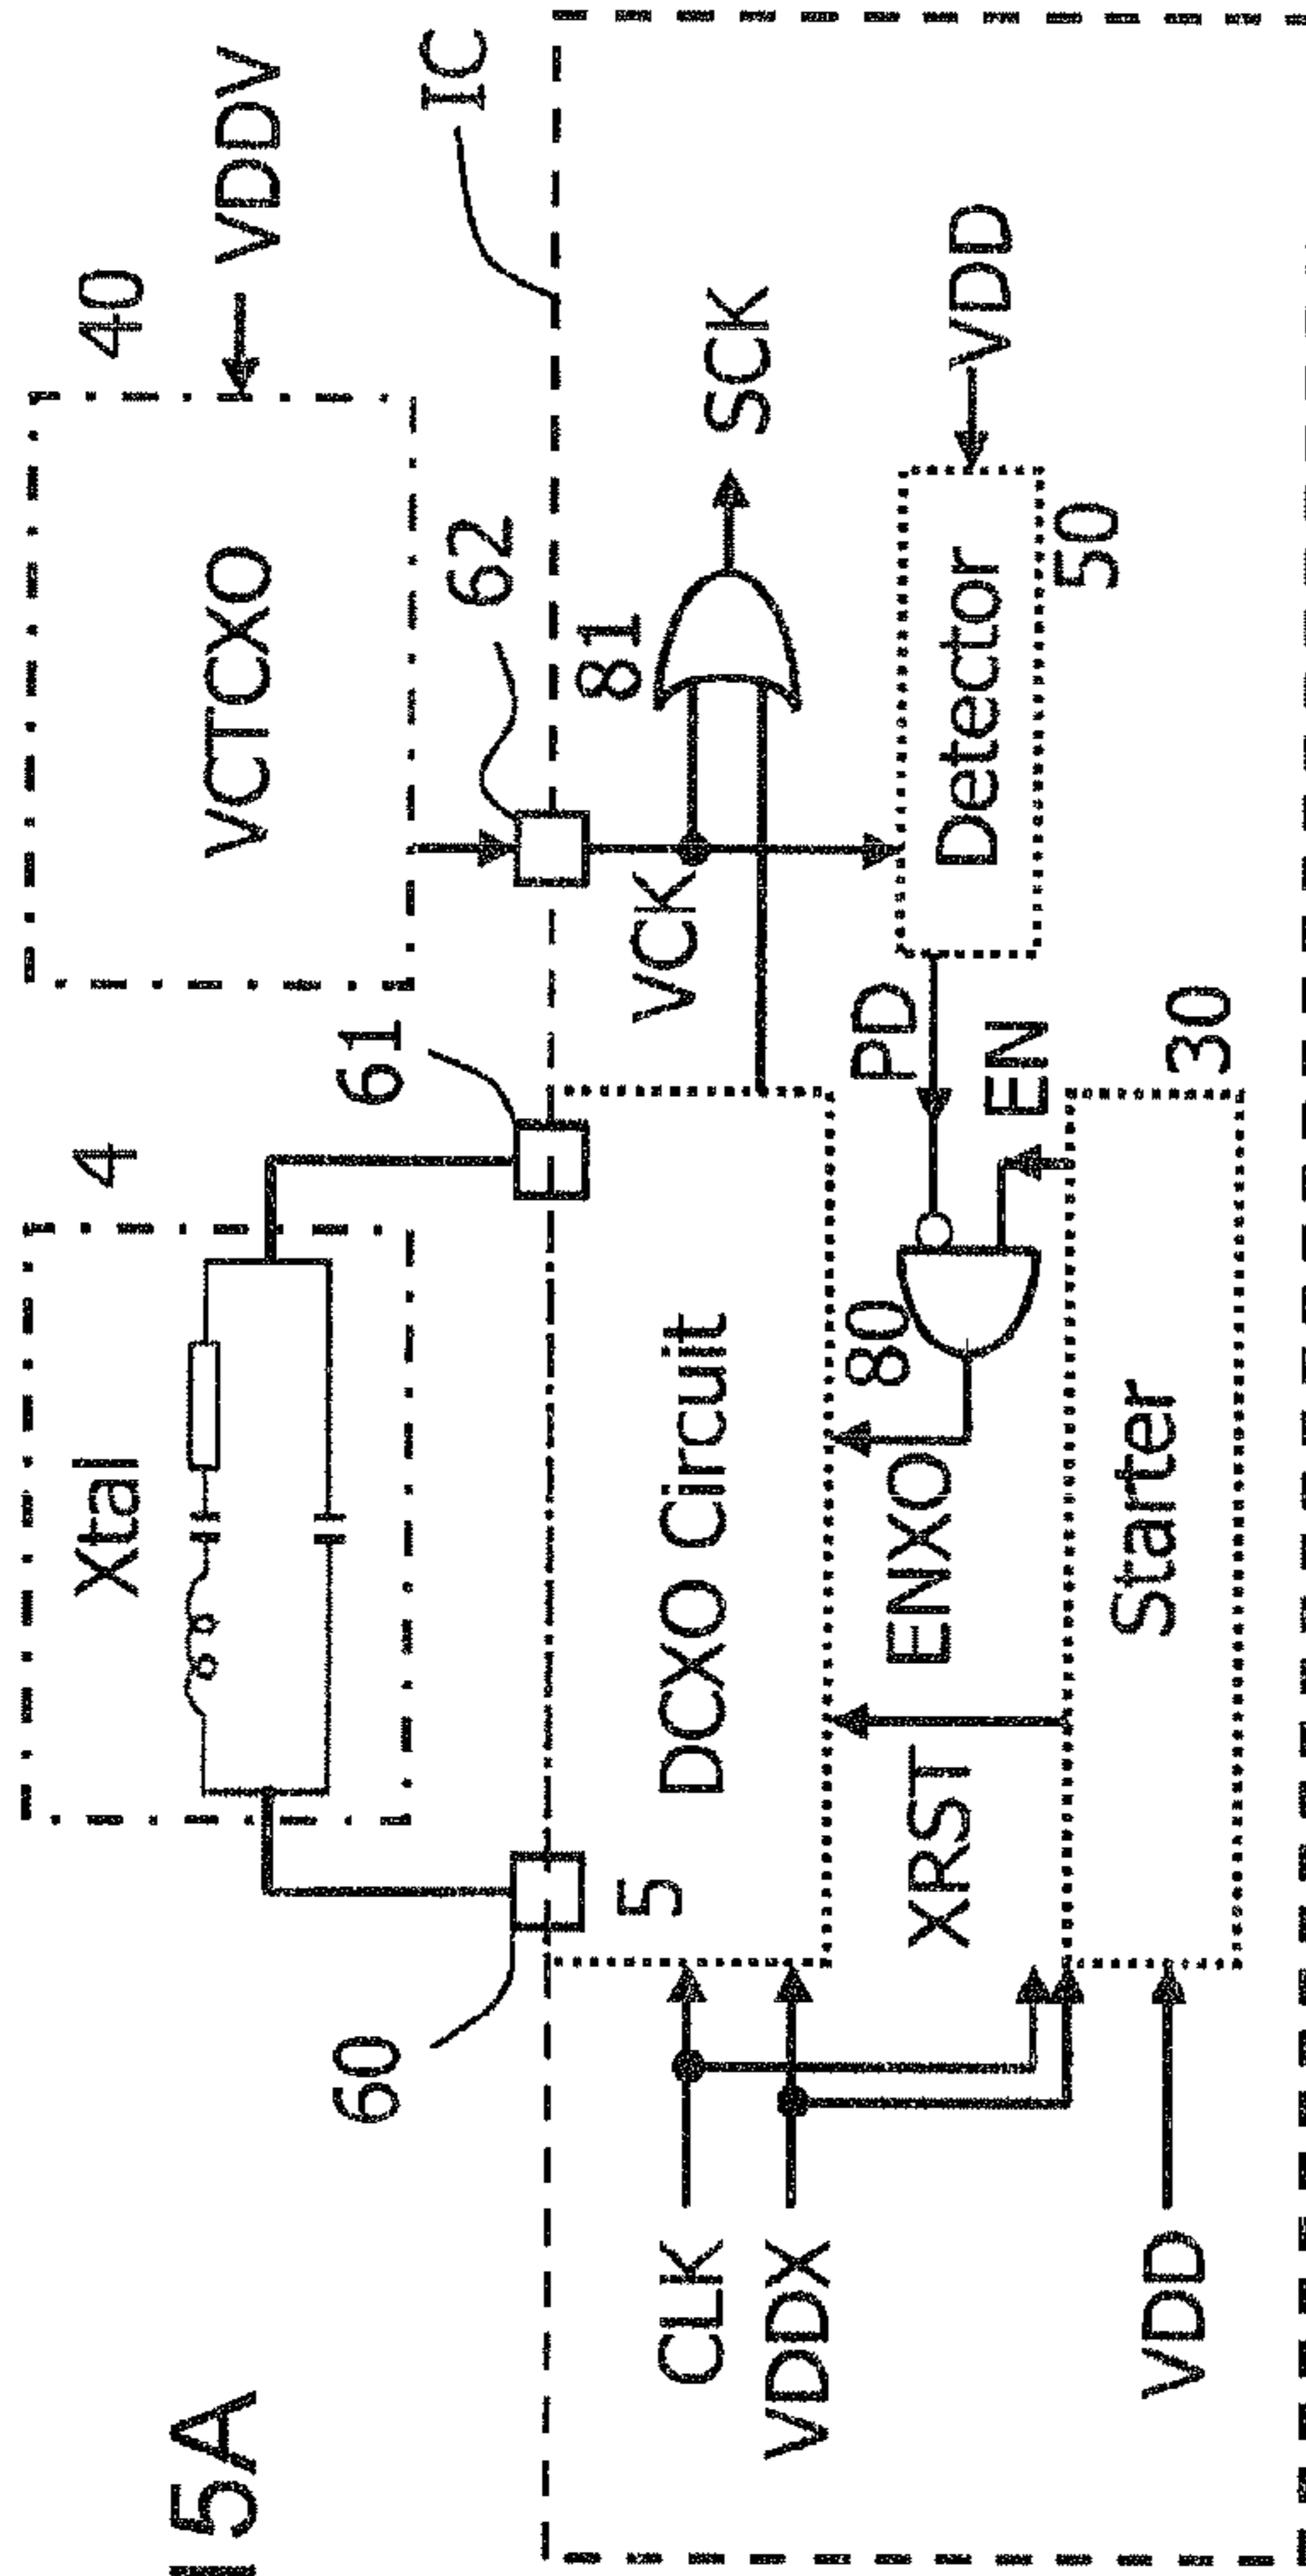 5A
Xtal
4
VCTCXO
40
VDDV
60
61
62
IC
CLK
VDDX
VDD
5
DCXO Circuit
VCK
81
SCK
XRST
ENXO
80
PD
EN
Detector
50
VDD
Starter
30